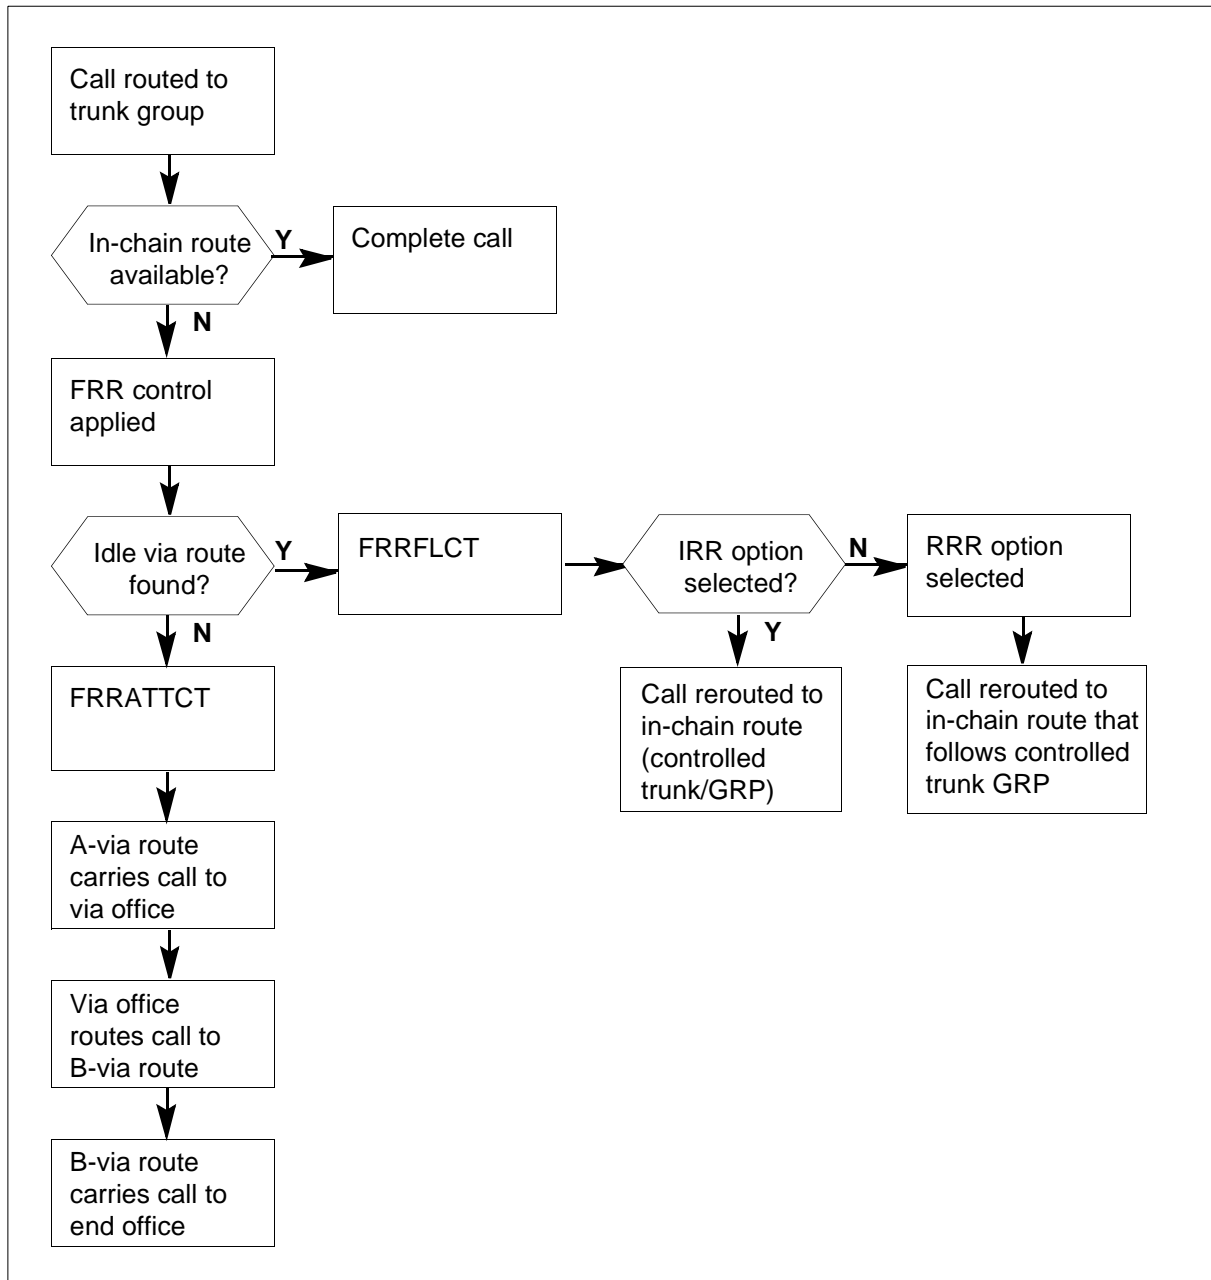 Call routed to
trunk group
In-chain route
available?
Y
Complete call
N
FRR control
applied
Idle via route
found?
Y
FRRFLCT
IRR option
selected?
N
RRR option
selected
N
Y
FRRATTCT
Call rerouted to
in-chain route
(controlled
trunk/GRP)
Call rerouted to
in-chain route that
follows controlled
trunk GRP
A-via route
carries call to
via office
Via office
routes call to
B-via route
B-via route
carries call to
end office